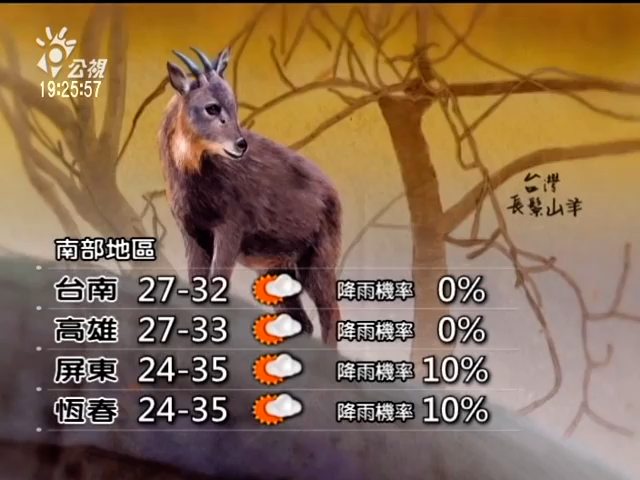 公視
19:25:57
台灣
長鬃山羊
南部地區
台南 27-32 降雨機率 0%
高雄 27-33 降雨機率 0%
屏東 24-35 降雨機率 10%
恆春 24-35 降雨機率 10%